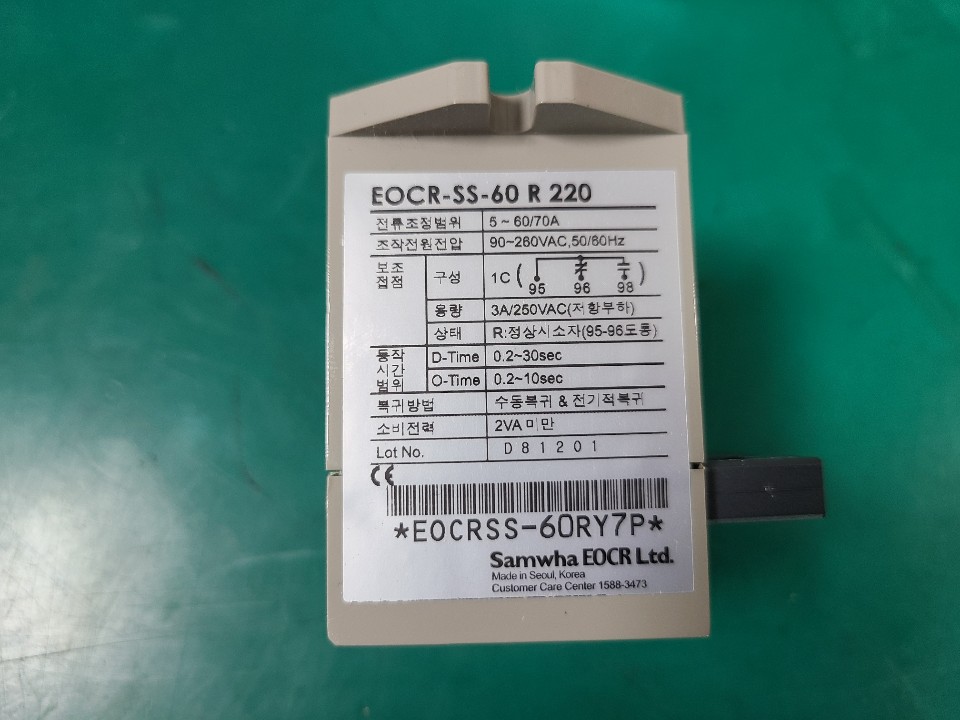 EOCR-SS-60 R 220
전류조정범위 5 ~ 60/70A
조작전원전압 90~260VAC,50/60Hz
보조접점 구성 1C ( 95 96 98 )
용량 3A/250VAC(저항부하)
상태 R:정상시소자(95-96도통)
동작시간범위 D-Time 0.2~30sec
O-Time 0.2~10sec
복귀방법 수동복귀 & 전기적복귀
소비전력 2VA 미만
Lot No. D81201
CE
*EOCRSS-60RY7P*
Samwha EOCR Ltd.
Made in Seoul, Korea
Customer Care Center 1588-3473